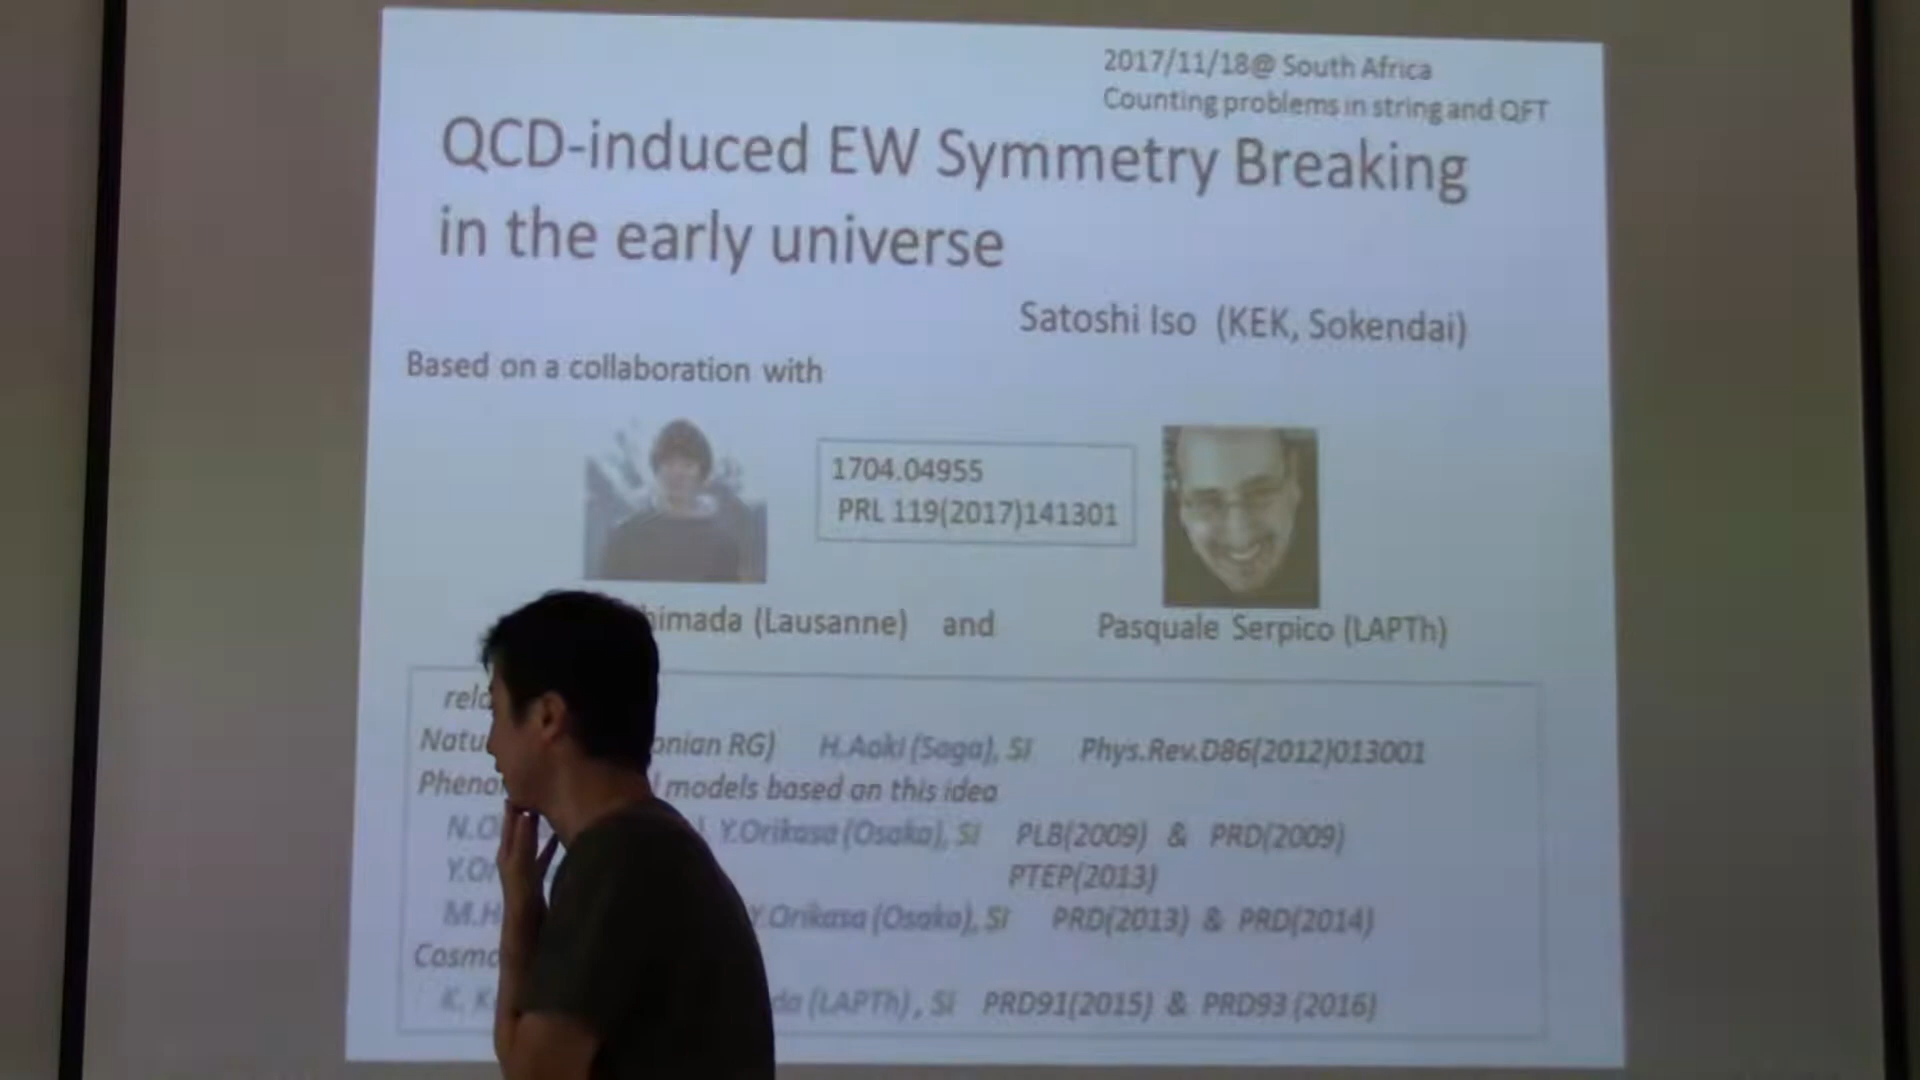 2017/11/18@ South Africa
Counting problems in string and QFT
QCD-induced EW Symmetry Breaking
in the early universe
Satoshi Iso (KEK, Sokendai)
Based on a collaboration with
1704.04955
PRL 119(2017)141301
himada (Lausanne) and Pasquale Serpico (LAPTh)
rela
Natu onian RG) H.Aoki (Saga), SI Phys.Rev.D86(2012)013001
Pheno l models based on this idea
N.O Y.Orikasa (Osaka), SI PLB(2009) & PRD(2009)
Y.Or PTEP(2013)
M.H Y.Orikasa (Osaka), SI PRD(2013) & PRD(2014)
Cosmo
K, K da (LAPTh), SI PRD91(2015) & PRD93 (2016)